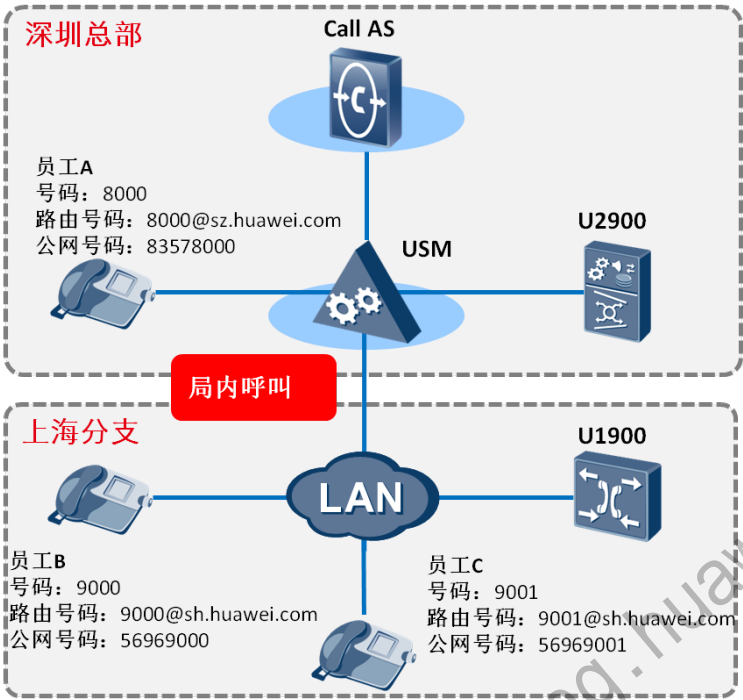 深圳总部
Call AS
员工A
号码：8000
路由号码：8000@sz.huawei.com
公网号码：83578000
U2900
USM
局内呼叫
上海分支
U1900
LAN
员工B
号码：9000
路由号码：9000@sh.huawei.com
公网号码：56969000
员工C
号码：9001
路由号码：9001@sh.huawei.com
公网号码：56969001